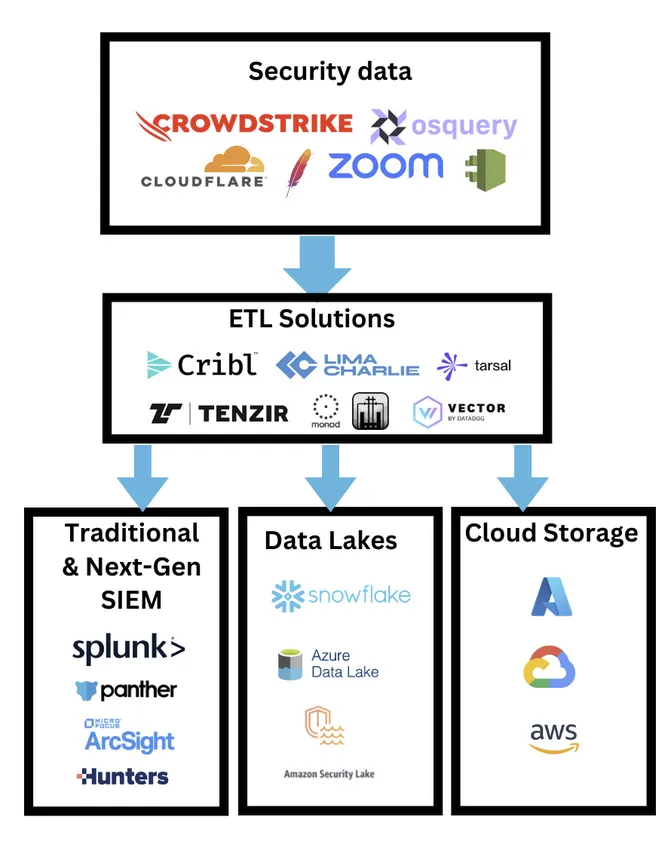 Security data
CROWDSTRIKE
osquery
CLOUDFLARE
zoom
ETL Solutions
Cribl
LIMA
CHARLIE
tarsal
TENZIR
monad
VECTOR
BY DATADOG
Traditional
& Next-Gen
SIEM
splunk>
panther
MICRO
FOCUS
ArcSight
Hunters
Data Lakes
snowflake
Azure
Data Lake
Amazon Security Lake
Cloud Storage
aws